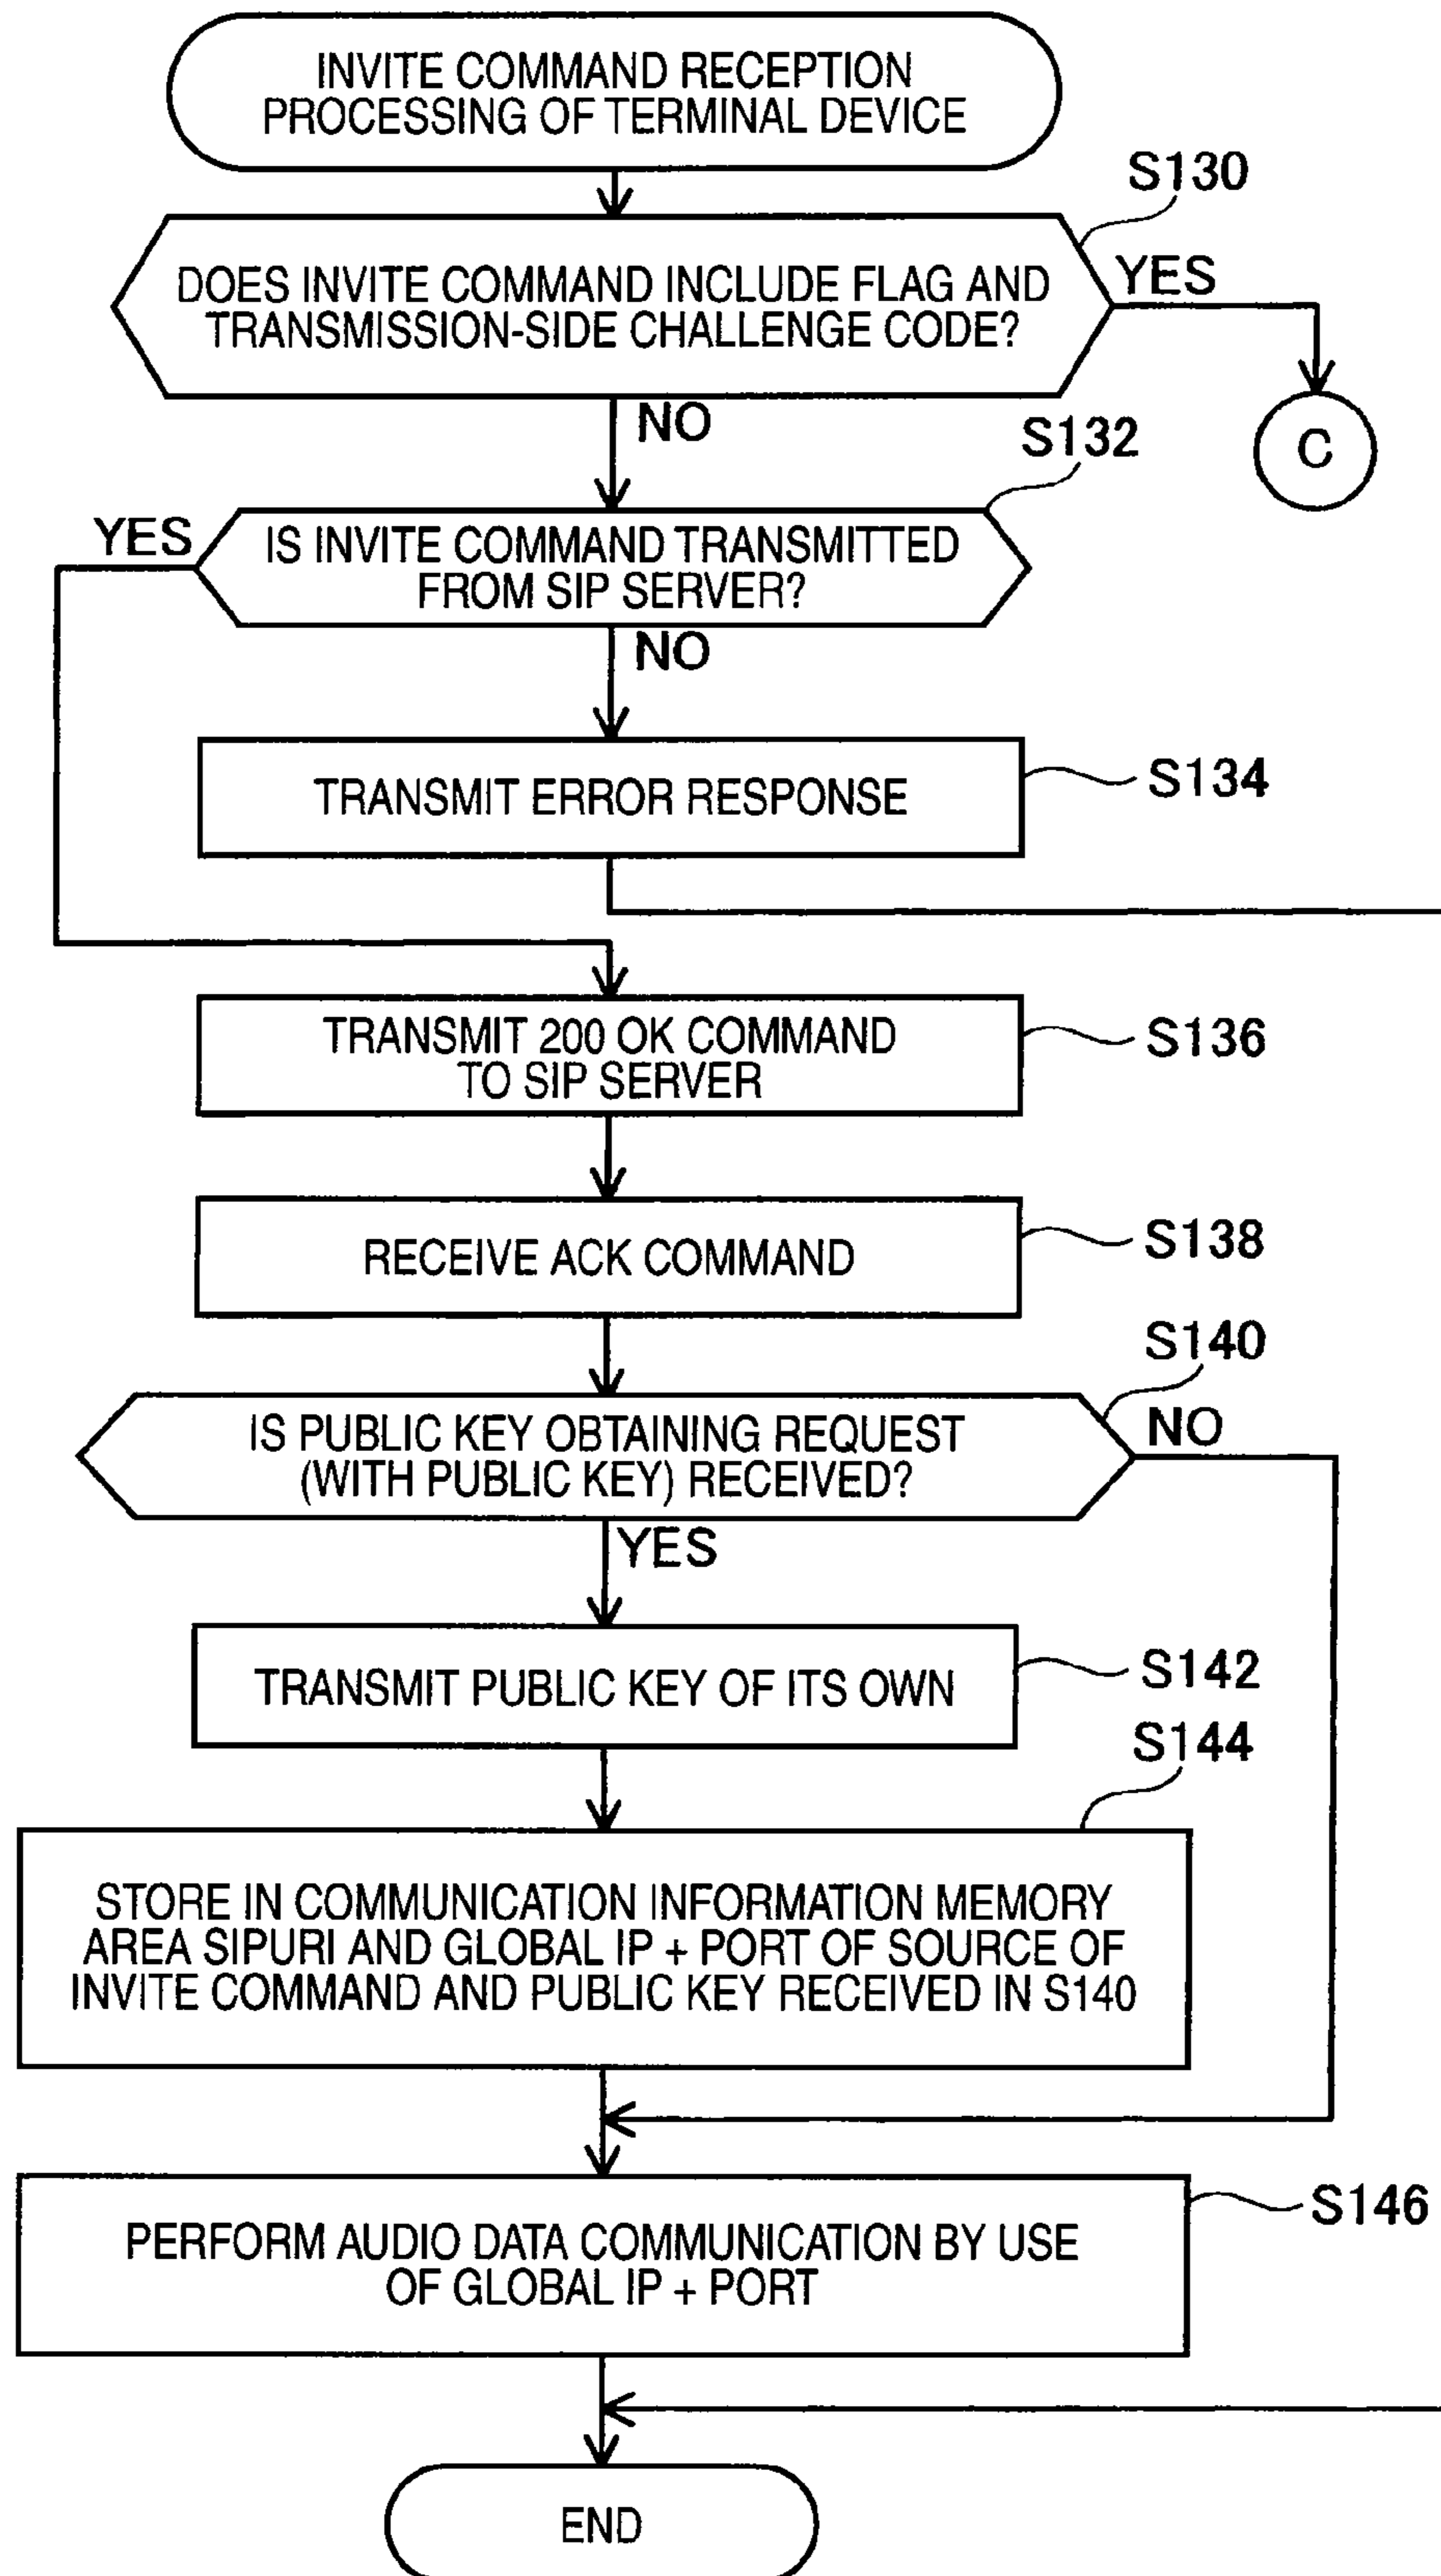 INVITE COMMAND RECEPTION
PROCESSING OF TERMINAL DEVICE
S130
DOES INVITE COMMAND INCLUDE FLAG AND
TRANSMISSION-SIDE CHALLENGE CODE?
YES
C
NO
S132
YES
IS INVITE COMMAND TRANSMITTED
FROM SIP SERVER?
NO
TRANSMIT ERROR RESPONSE
S134
TRANSMIT 200 OK COMMAND
TO SIP SERVER
S136
RECEIVE ACK COMMAND
S138
S140
IS PUBLIC KEY OBTAINING REQUEST
(WITH PUBLIC KEY) RECEIVED?
NO
YES
TRANSMIT PUBLIC KEY OF ITS OWN
S142
S144
STORE IN COMMUNICATION INFORMATION MEMORY
AREA SIPURI AND GLOBAL IP + PORT OF SOURCE OF
INVITE COMMAND AND PUBLIC KEY RECEIVED IN S140
PERFORM AUDIO DATA COMMUNICATION BY USE
OF GLOBAL IP + PORT
S146
END